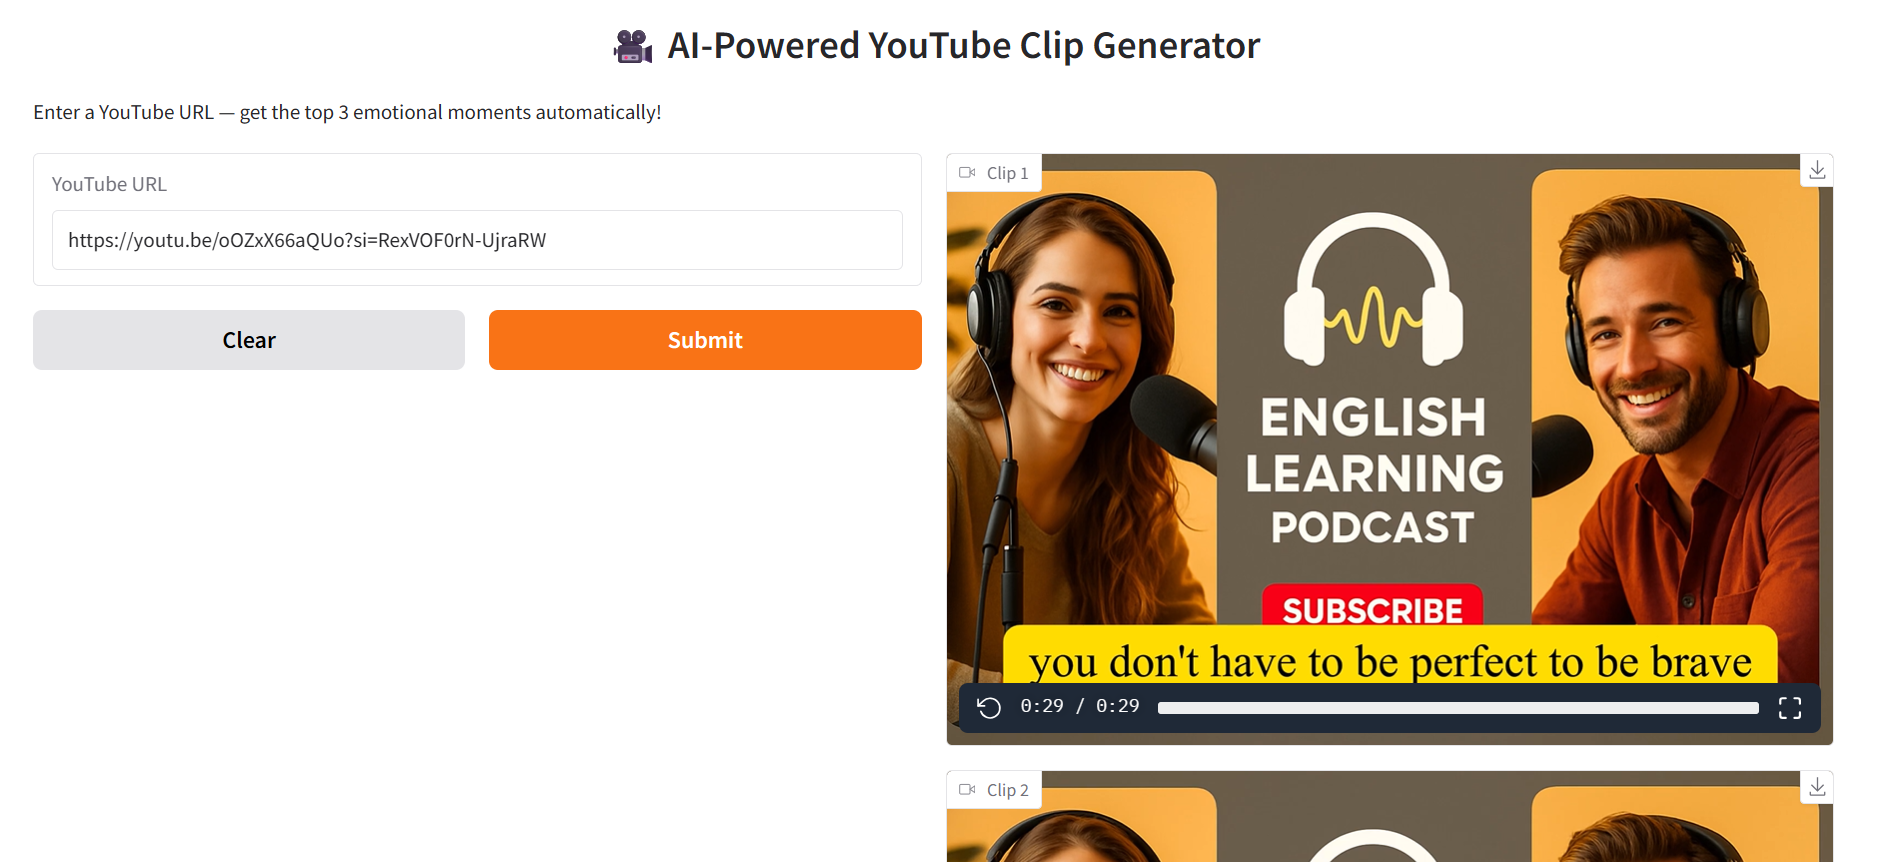 AI-Powered YouTube Clip Generator
Enter a YouTube URL — get the top 3 emotional moments automatically!
YouTube URL
https://youtu.be/oOZxX66aQUo?si=RexVOF0rN-UjraRW
Clear
Submit
Clip 1
ENGLISH
LEARNING
PODCAST
SUBSCRIBE
you don't have to be perfect to be brave
0:29 / 0:29
Clip 2